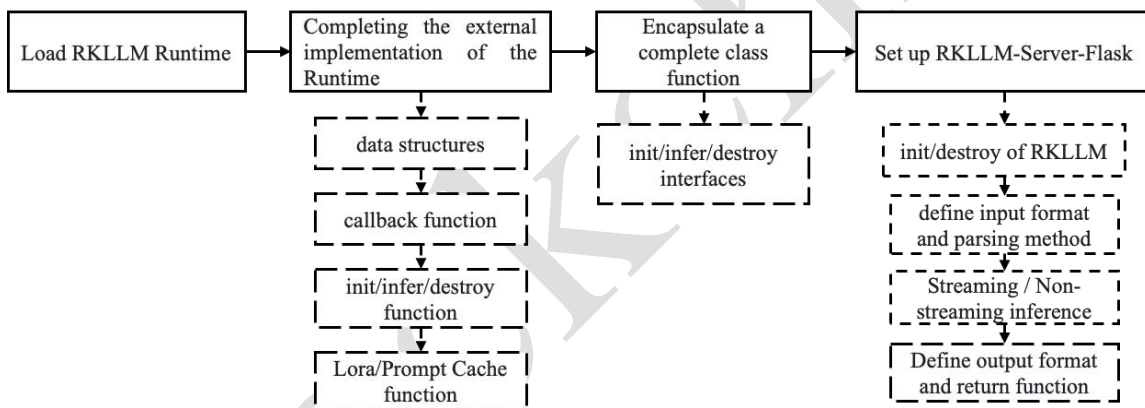 Load RKLLM Runtime
Completing the external
implementation of the
Runtime
Encapsulate a
complete class
function
Set up RKLLM-Server-Flask
data structures
callback function
init/infer/destroy
function
Lora/Prompt Cache
function
init/infer/destroy
interfaces
init/destroy of RKLLM
define input format
and parsing method
Streaming / Non-
streaming inference
Define output format
and return function